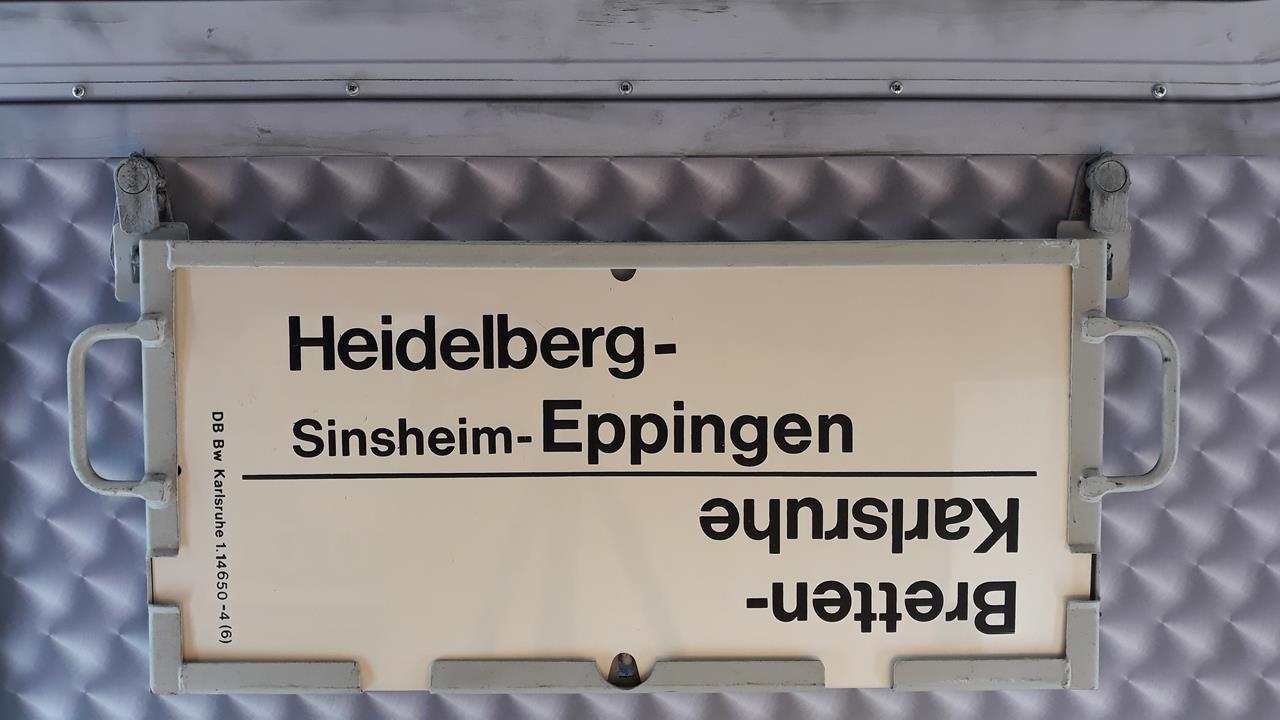 Heidelberg-
Sinsheim-Eppingen
Bretten-
Karlsruhe
DB Bw Karlsruhe 1.14650-4 (6)